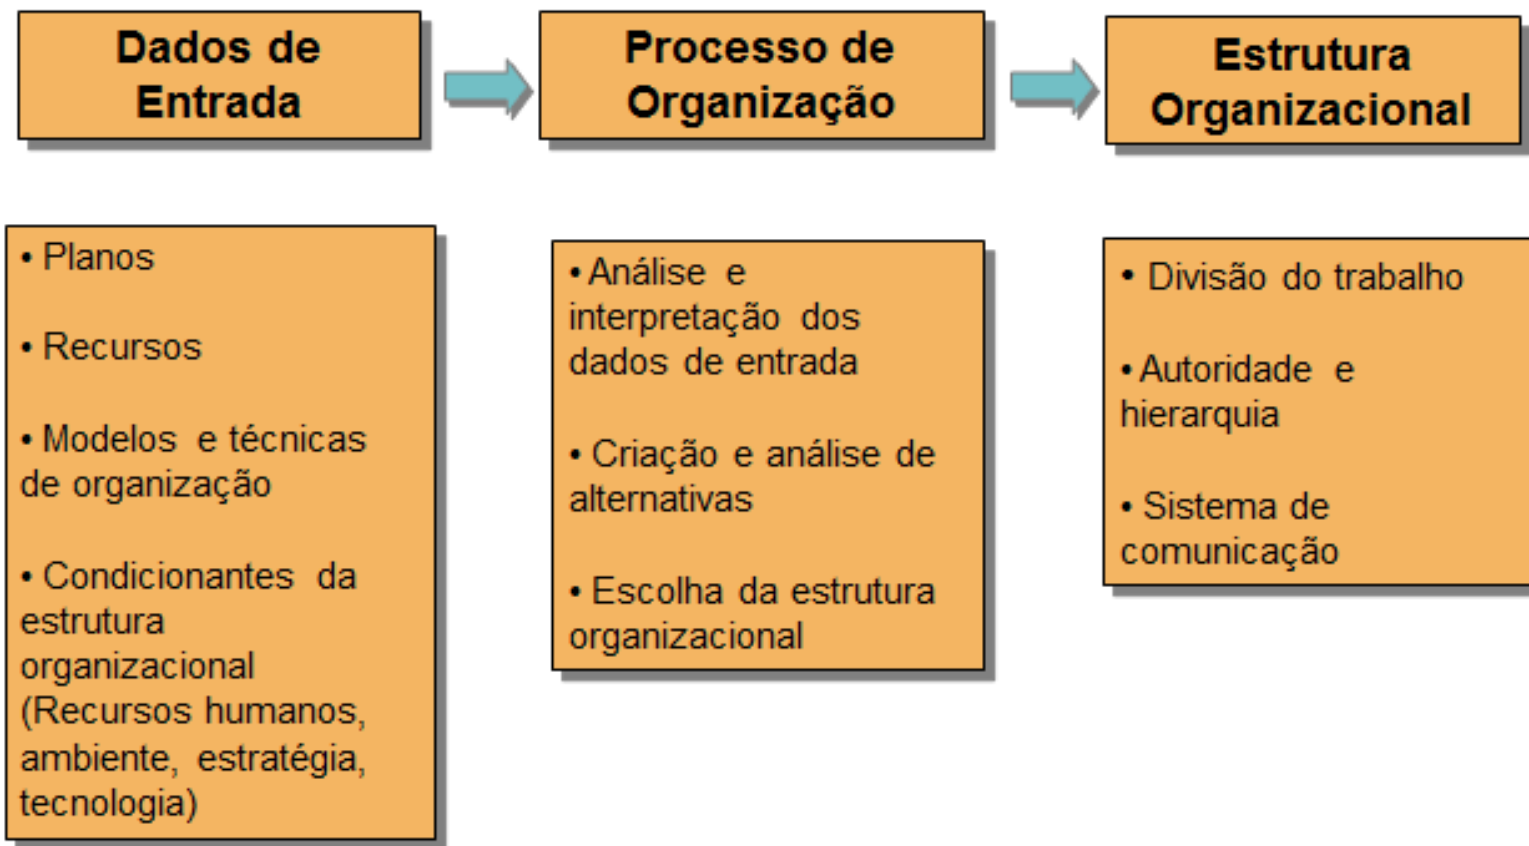 Dados de
Entrada
Processo de
Organização
Estrutura
Organizacional
• Planos
• Recursos
• Modelos e técnicas
de organização
• Condicionantes da
estrutura
organizacional
(Recursos humanos,
ambiente, estratégia,
tecnologia)
• Análise e
interpretação dos
dados de entrada
• Criação e análise de
alternativas
• Escolha da estrutura
organizacional
• Divisão do trabalho
• Autoridade e
hierarquia
• Sistema de
comunicação